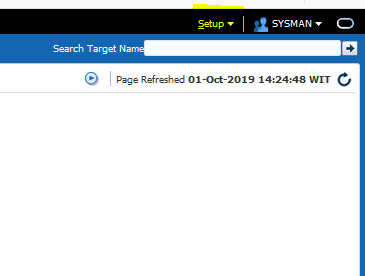 Setup SYSMAN
Search Target Name
Page Refreshed 01-Oct-2019 14:24:48 WIT